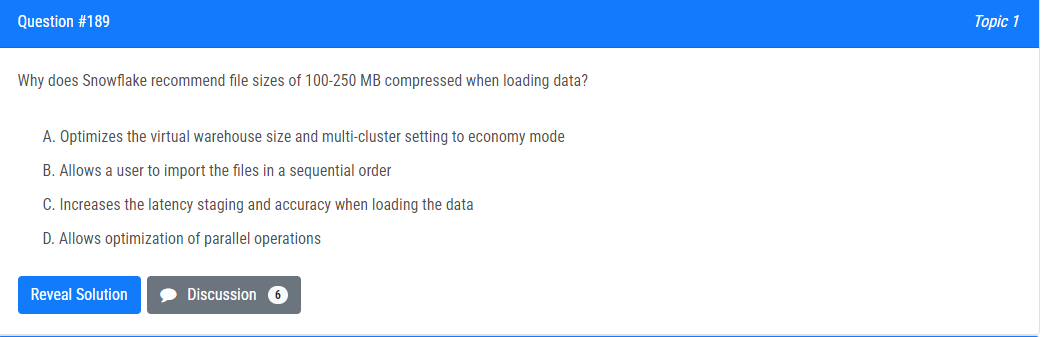 Question #189 Topic 1
Why does Snowflake recommend file sizes of 100-250 MB compressed when loading data?
A. Optimizes the virtual warehouse size and multi-cluster setting to economy mode
B. Allows a user to import the files in a sequential order
C. Increases the latency staging and accuracy when loading the data
D. Allows optimization of parallel operations
Reveal Solution Discussion 6